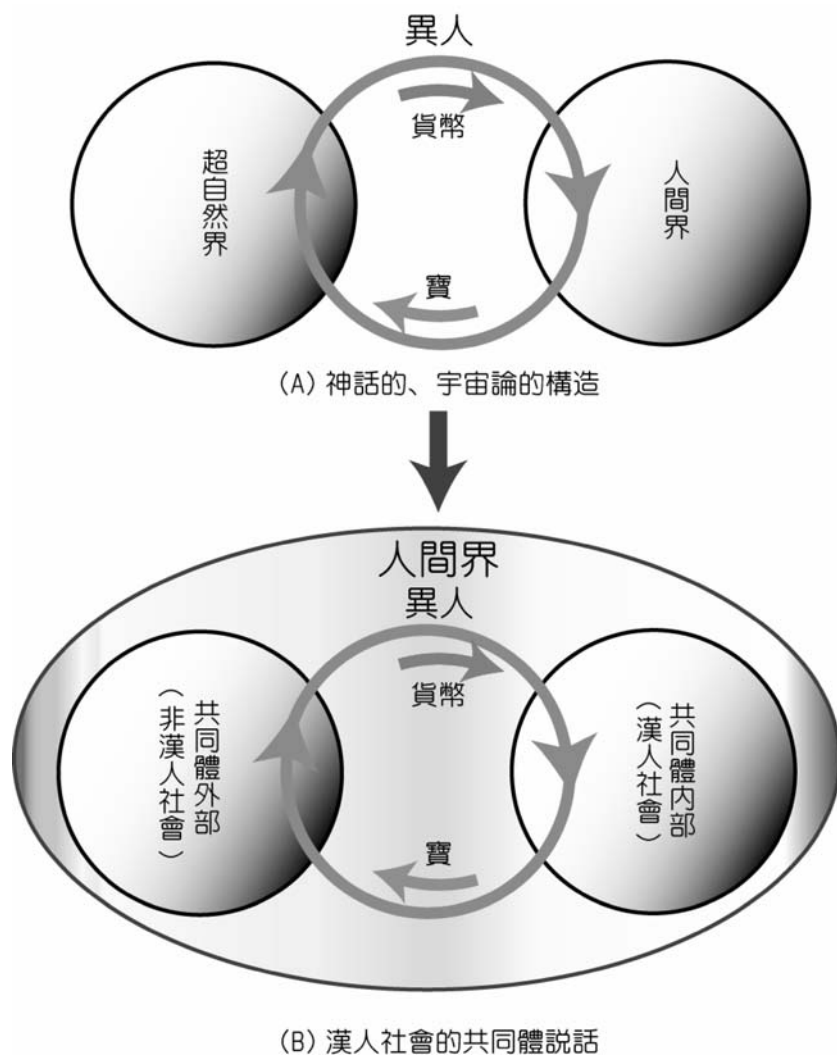 異人
貨幣
超自然界
人間界
寶
(A) 神話的、宇宙論的構造
人間界
異人
貨幣
共同體外部
（非漢人社會）
共同體內部
（漢人社會）
寶
(B) 漢人社會的共同體説話